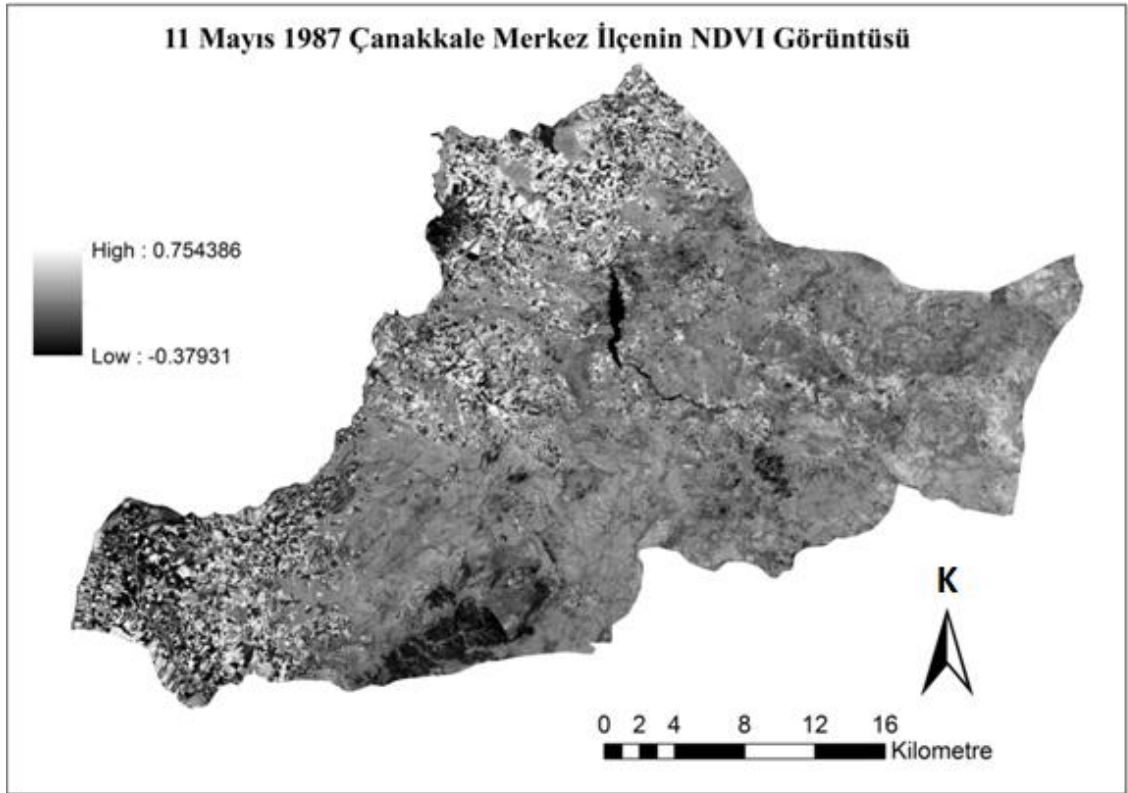 11 Mayıs 1987 Çanakkale Merkez İlçenin NDVI Görüntüsü
High : 0.754386
Low : -0.37931
K
0 2 4 8 12 16
Kilometre